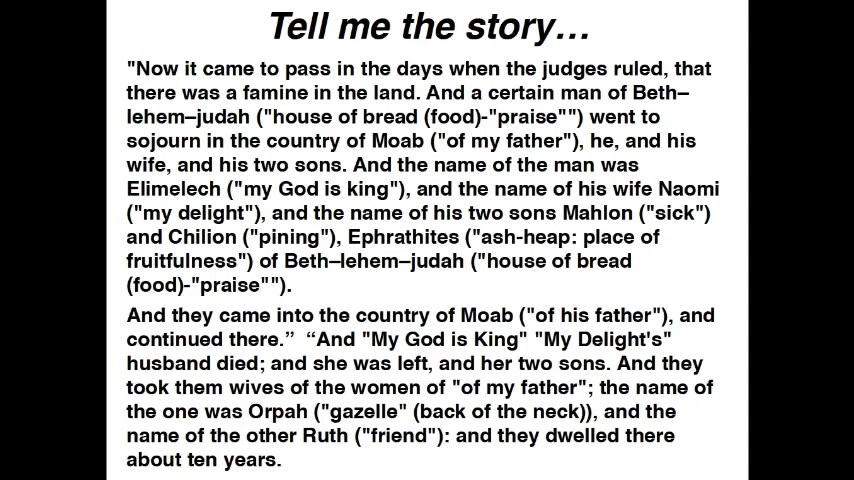 Tell me the story…
"Now it came to pass in the days when the judges ruled, that
there was a famine in the land. And a certain man of Beth–
lehem–judah ("house of bread (food)-"praise"") went to
sojourn in the country of Moab ("of my father"), he, and his
wife, and his two sons. And the name of the man was
Elimelech ("my God is king"), and the name of his wife Naomi
("my delight"), and the name of his two sons Mahlon ("sick")
and Chilion ("pining"), Ephrathites ("ash-heap: place of
fruitfulness") of Beth–lehem–judah ("house of bread
(food)-"praise"").
And they came into the country of Moab ("of his father"), and
continued there.” “And "My God is King" "My Delight's"
husband died; and she was left, and her two sons. And they
took them wives of the women of "of my father"; the name of
the one was Orpah ("gazelle" (back of the neck)), and the
name of the other Ruth ("friend"): and they dwelled there
about ten years.